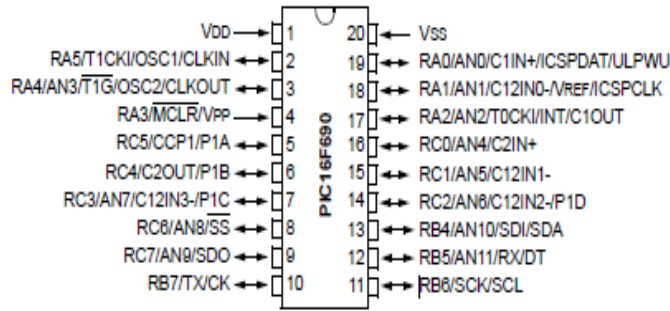 VDD 1 20 VSS
RA5/T1CKI/OSC1/CLKIN 2 19 RA0/AN0/C1IN+/ICSPDAT/ULPWU
RA4/AN3/T1G/OSC2/CLKOUT 3 18 RA1/AN1/C12IN0-/VREF/ICSPCLK
RA3/MCLR/VPP 4 17 RA2/AN2/T0CKI/INT/C1OUT
RC5/CCP1/P1A 5 16 RC0/AN4/C2IN+
RC4/C2OUT/P1B 6 15 RC1/AN5/C12IN1-
RC3/AN7/C12IN3-/P1C 7 14 RC2/AN6/C12IN2-/P1D
RC6/AN8/SS 8 13 RB4/AN10/SDI/SDA
RC7/AN9/SDO 9 12 RB5/AN11/RX/DT
RB7/TX/CK 10 11 RB6/SCK/SCL
PIC16F690